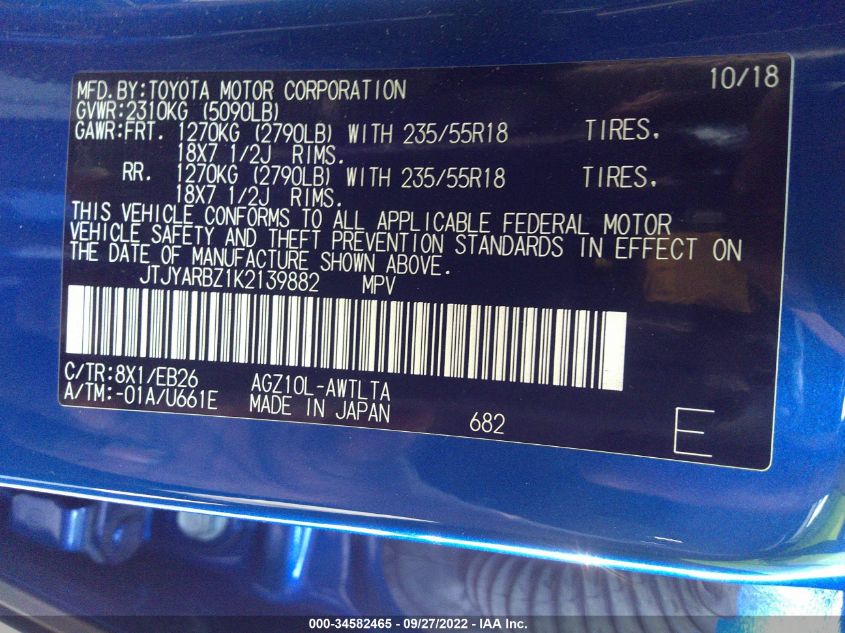 10/18
MFD.BY:TOYOTA MOTOR CORPORATION
GVWR:2310KG (5090LB)
GAWR:FRT. 1270KG (2790LB) WITH 235/55R18 TIRES,
18X7 1/2J RIMS.
RR. 1270KG (2790LB) WITH 235/55R18 TIRES,
18X7 1/2J RIMS.
THIS VEHICLE CONFORMS TO ALL APPLICABLE FEDERAL MOTOR
VEHICLE SAFETY AND THEFT PREVENTION STANDARDS IN EFFECT ON
THE DATE OF MANUFACTURE SHOWN ABOVE.
JTJYARBZ1K2139882 MPV
C/TR:8X1/EB26 AGZ10L-AWTLTA
A/TM:-01A/U661E MADE IN JAPAN 682
E
000-34582465 - 09/27/2022 - IAA Inc.